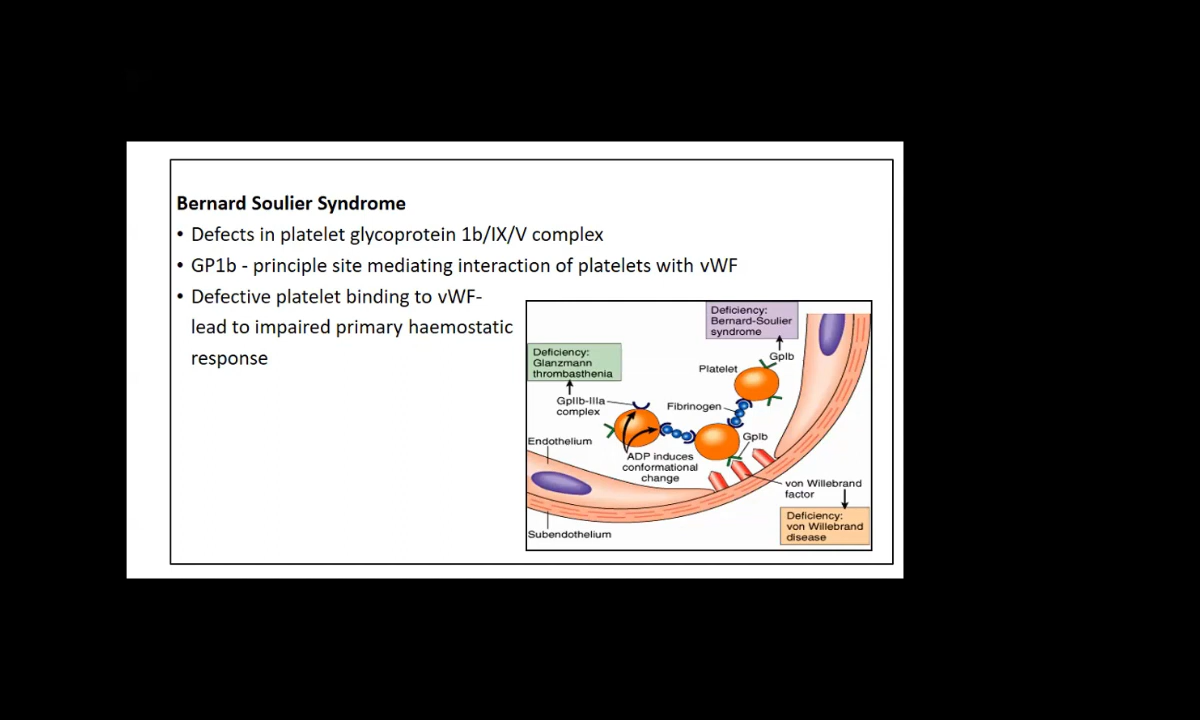 Bernard Soulier Syndrome
• Defects in platelet glycoprotein 1b/IX/V complex
• GP1b - principle site mediating interaction of platelets with vWF
• Defective platelet binding to vWF-
lead to impaired primary haemostatic
response
Deficiency:
Bernard-Soulier
syndrome
GpIb
Platelet
Deficiency:
Glanzmann
thrombasthenia
GpIIb-IIIa
complex
Fibrinogen
Endothelium
GpIb
ADP induces
conformational
change
von Willebrand
factor
Deficiency:
von Willebrand
disease
Subendothelium